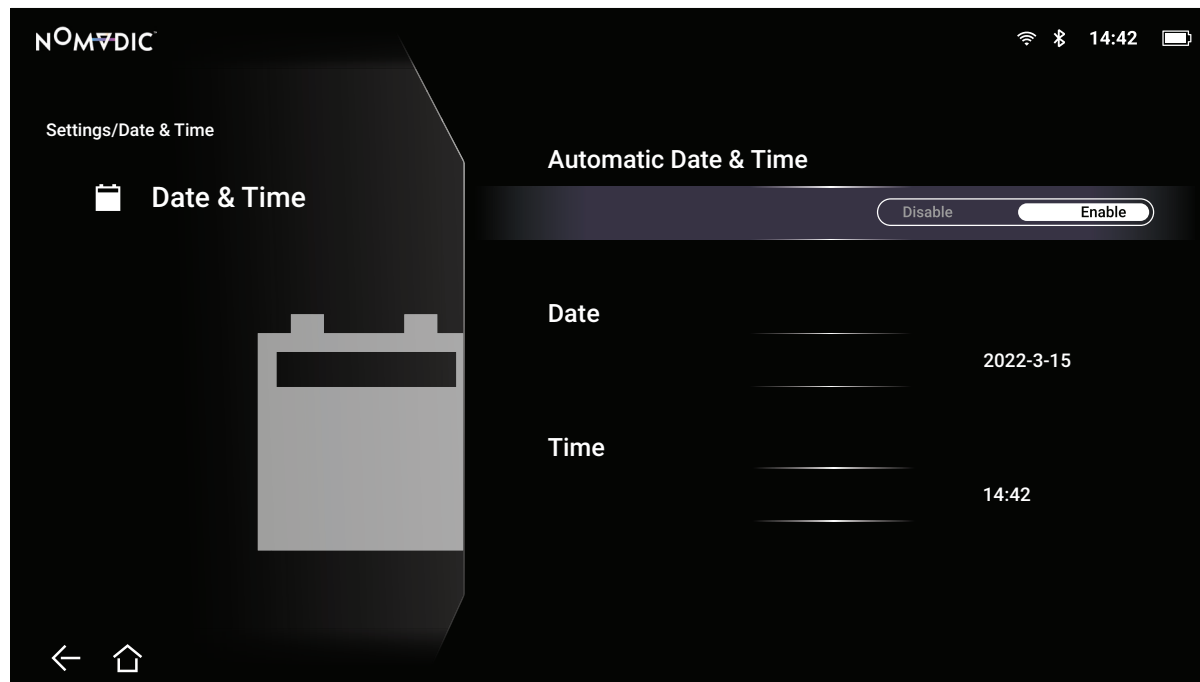 NOMADIC™
14:42
Settings/Date & Time
Date & Time
Automatic Date & Time
Disable Enable
Date
2022-3-15
Time
14:42